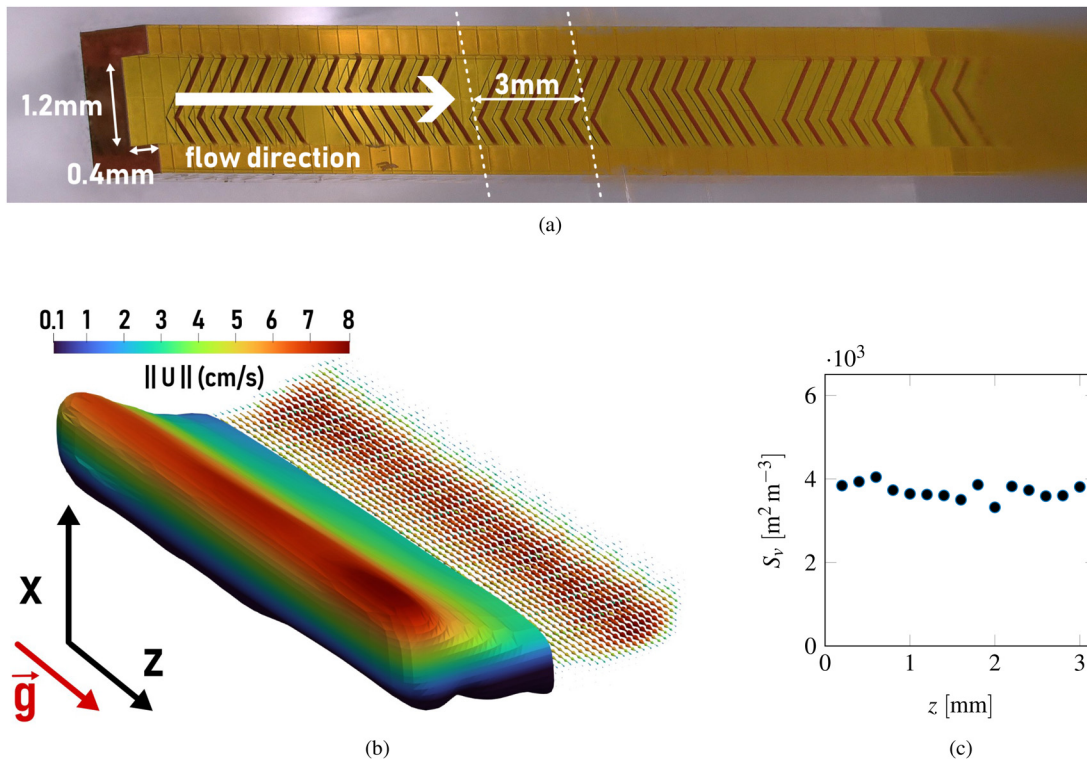 3mm
1.2mm
flow direction
0.4mm
(a)
0.1 1 2 3 4 5 6 7 8
|| U || (cm/s)
X
Z
g⃗
(b)
·10³
6
4
2
0
0 1 2 3
S_v [m² m⁻³]
z [mm]
(c)